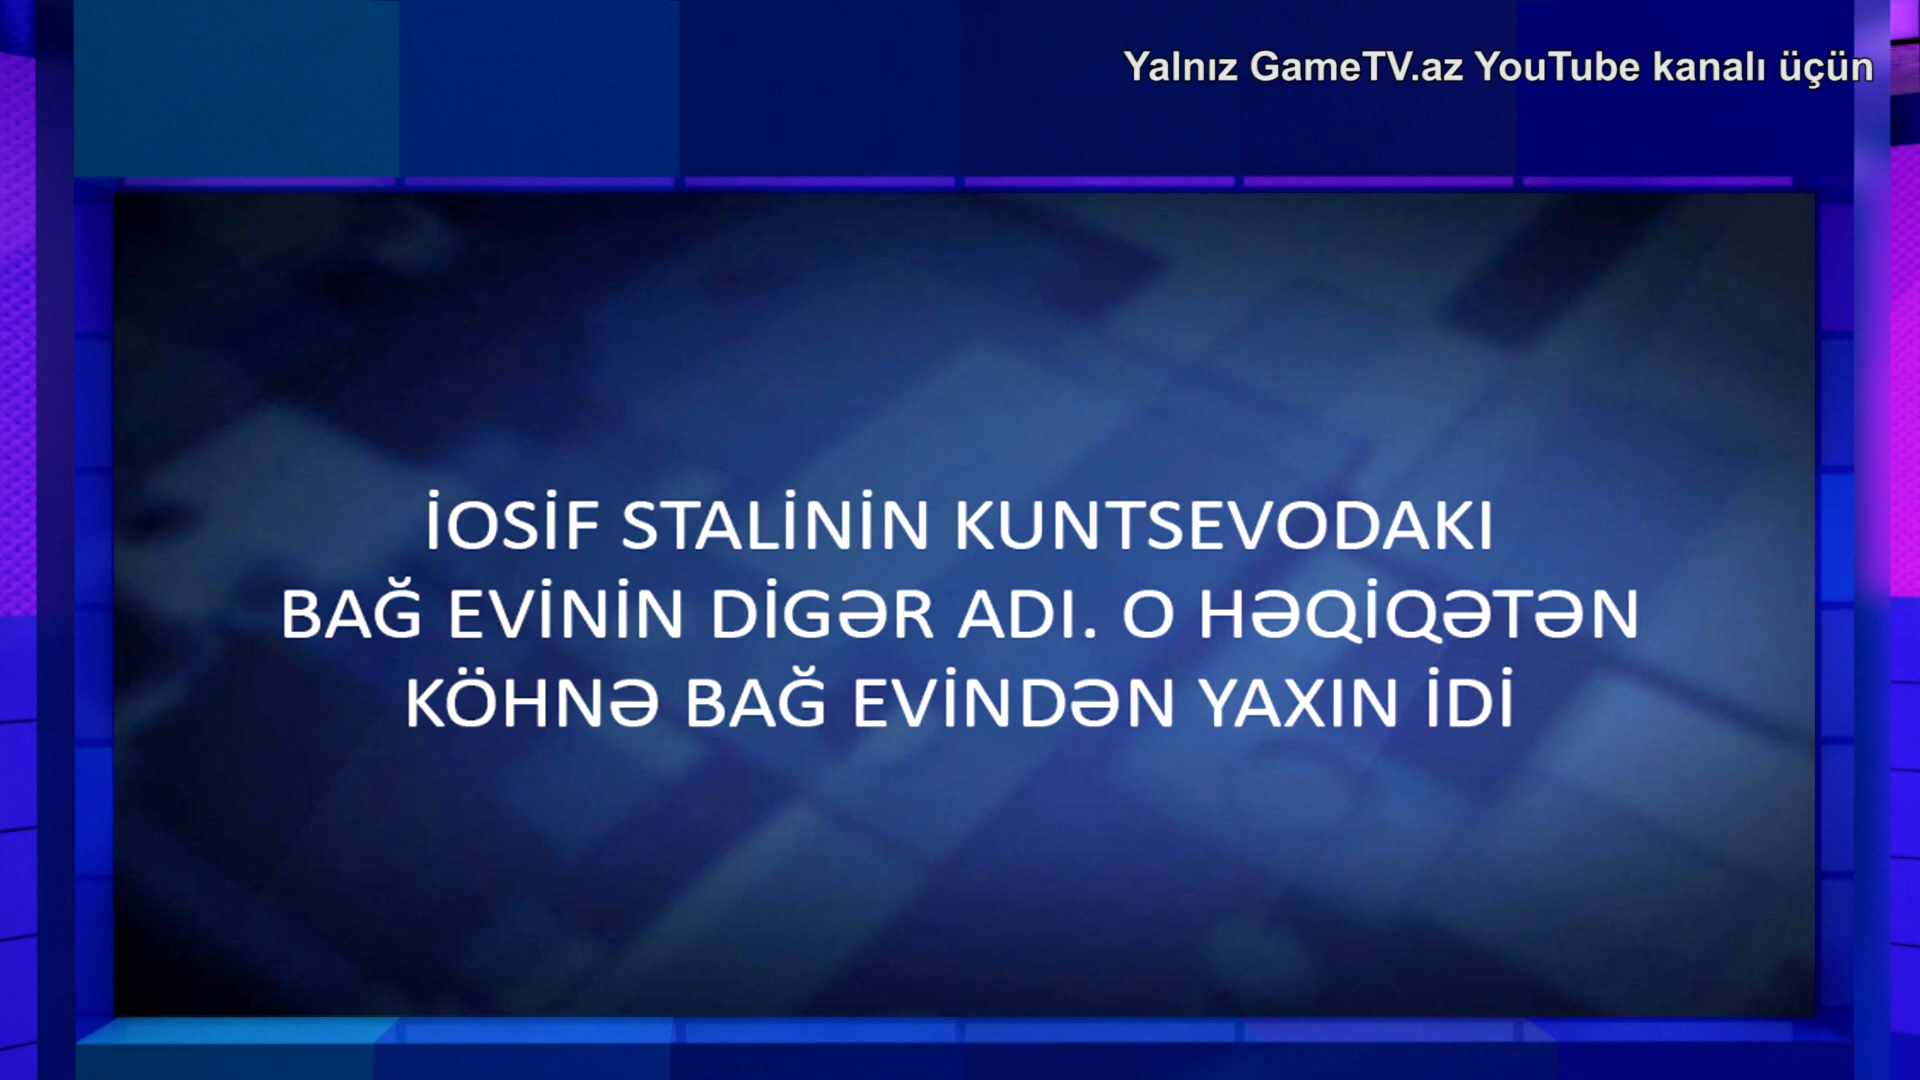 Yalnız GameTV.az YouTube kanalı üçün
İOSİF STALİNİN KUNTSEVODAKI
BAĞ EVİNİN DİGƏR ADI. O HƏQİQƏTƏN
KÖHNƏ BAĞ EVİNDƏN YAXIN İDİ